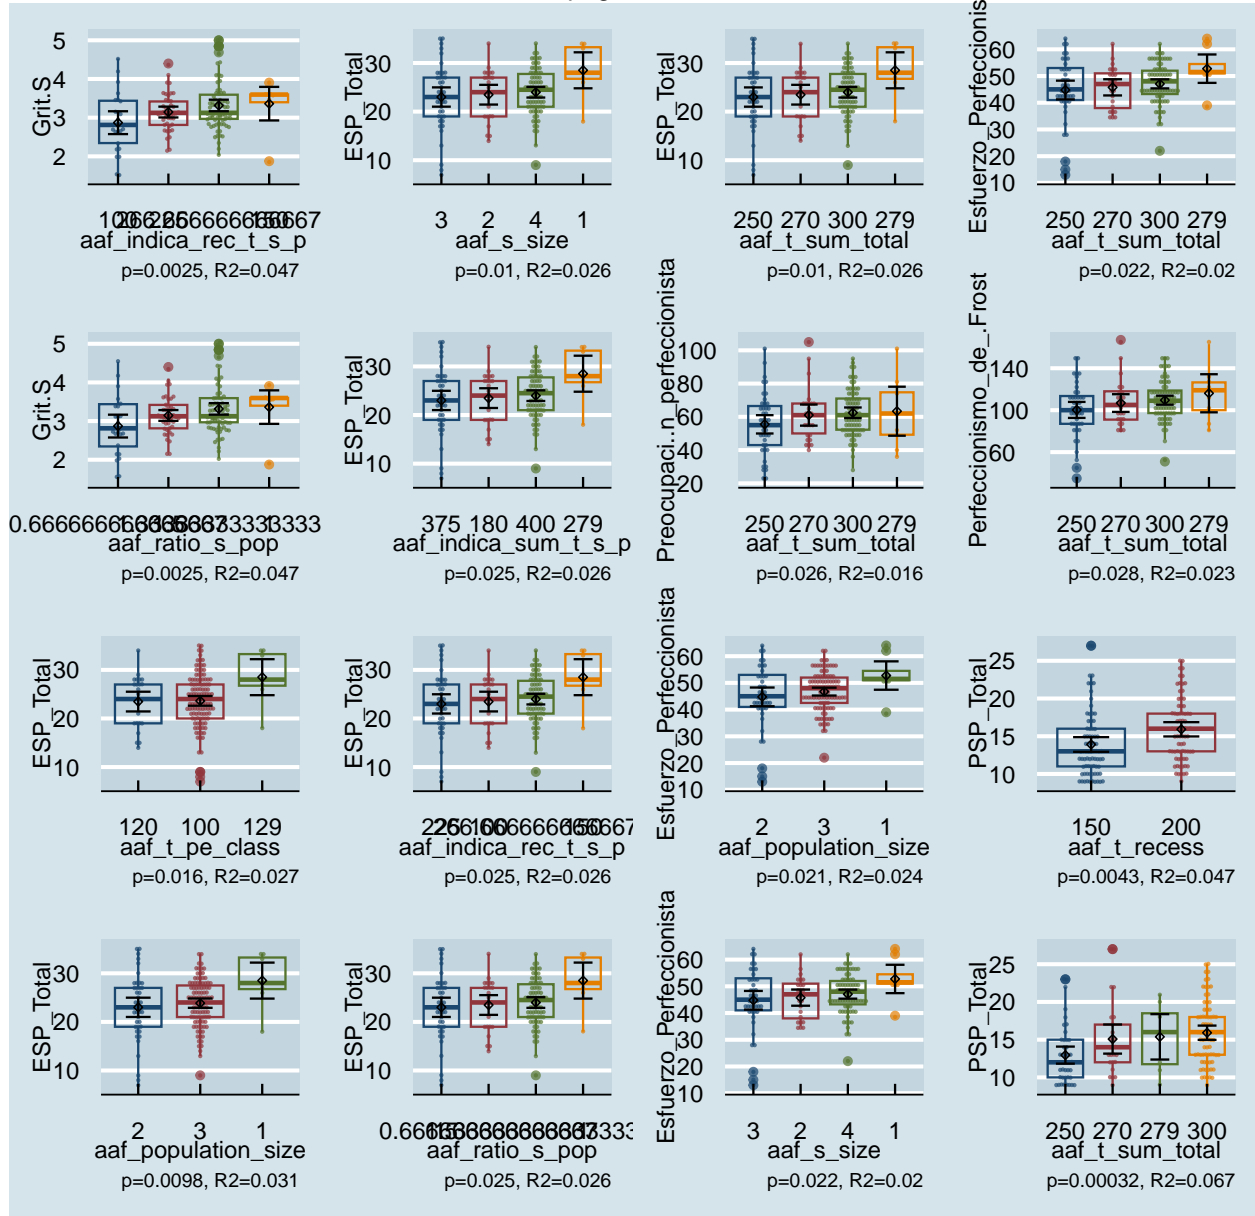 5
4
3
2
Grit.S
aaf_indica_rec_t_s_p
p=0.0025, R2=0.047
30
20
10
ESP_Total
3 2 4 1
aaf_s_size
p=0.01, R2=0.026
30
20
10
ESP_Total
250 270 300 279
aaf_t_sum_total
p=0.01, R2=0.026
60
50
40
30
20
10
250 270 300 279
aaf_t_sum_total
p=0.022, R2=0.02
5
4
3
2
Grit.S
aaf_ratio_s_pop
p=0.0025, R2=0.047
30
20
10
ESP_Total
375 180 400 279
aaf_indica_sum_t_s_p
p=0.025, R2=0.026
100
80
60
40
20
Preocupaci...n_perfeccionista
250 270 300 279
aaf_t_sum_total
p=0.026, R2=0.016
140
100
60
Perfeccionismo_de_.Frost
250 270 300 279
aaf_t_sum_total
p=0.028, R2=0.023
30
20
10
ESP_Total
120 100 129
aaf_t_pe_class
p=0.016, R2=0.027
30
20
10
ESP_Total
aaf_indica_rec_t_s_p
p=0.025, R2=0.026
60
50
40
30
20
10
Esfuerzo_Perfeccionista
2 3 1
aaf_population_size
p=0.021, R2=0.024
25
20
15
10
PSP_Total
150 200
aaf_t_recess
p=0.0043, R2=0.047
30
20
10
ESP_Total
2 3 1
aaf_population_size
p=0.0098, R2=0.031
30
20
10
ESP_Total
aaf_ratio_s_pop
p=0.025, R2=0.026
60
50
40
30
20
10
Esfuerzo_Perfeccionista
3 2 4 1
aaf_s_size
p=0.022, R2=0.02
25
20
15
10
PSP_Total
250 270 279 300
aaf_t_sum_total
p=0.00032, R2=0.067